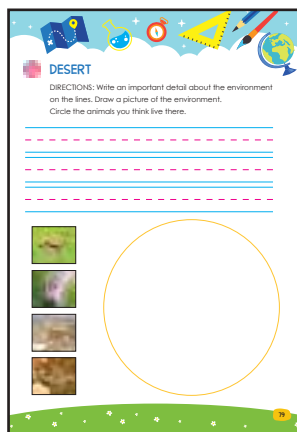 DESERT
DIRECTIONS: Write an important detail about the environment
on the lines. Draw a picture of the environment.
Circle the animals you think live there.
79